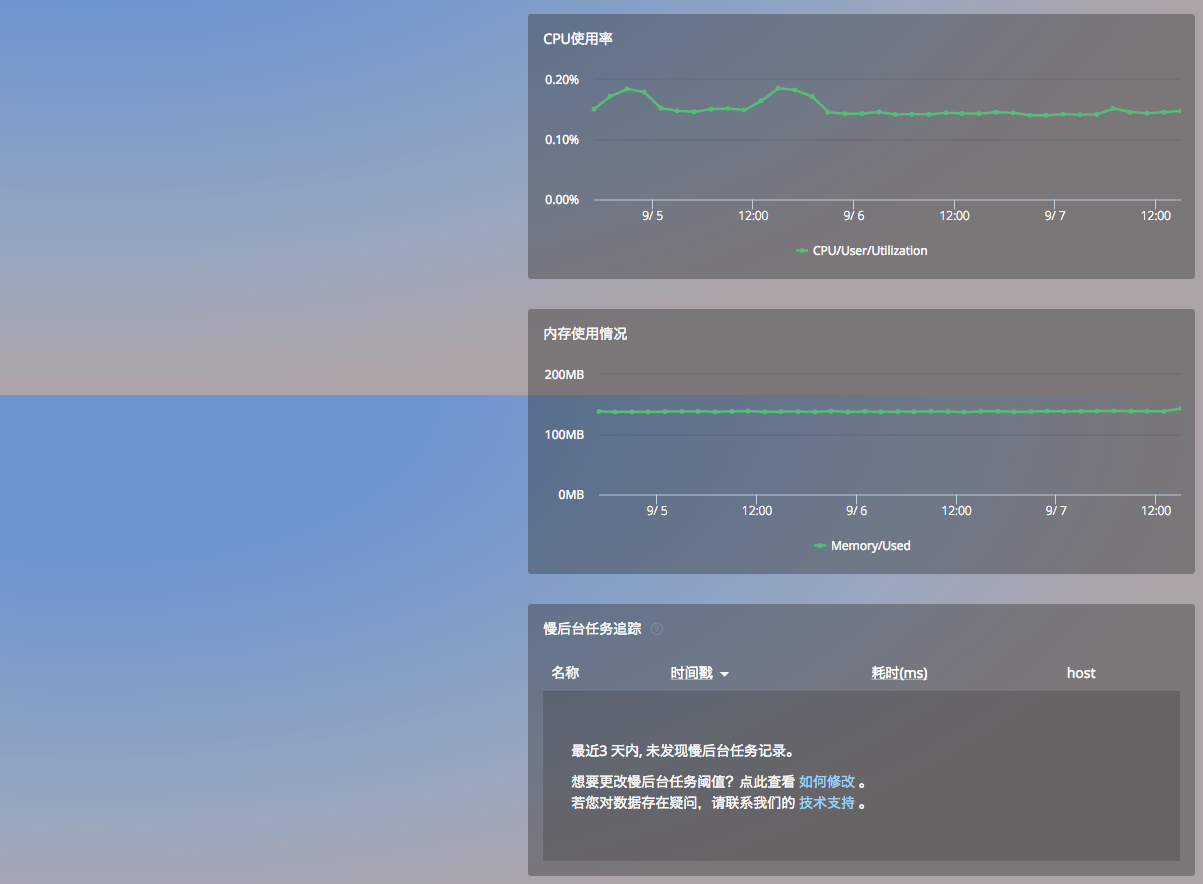 CPU使用率
0.20%
0.10%
0.00%
9/ 5 12:00 9/ 6 12:00 9/ 7 12:00
CPU/User/Utilization
内存使用情况
200MB
100MB
0MB
9/ 5 12:00 9/ 6 12:00 9/ 7 12:00
Memory/Used
慢后台任务追踪 ?
名称 时间戳 耗时(ms) host
最近3 天内, 未发现慢后台任务记录。
想要更改慢后台任务阈值？点此查看 如何修改 。
若您对数据存在疑问，请联系我们的 技术支持 。